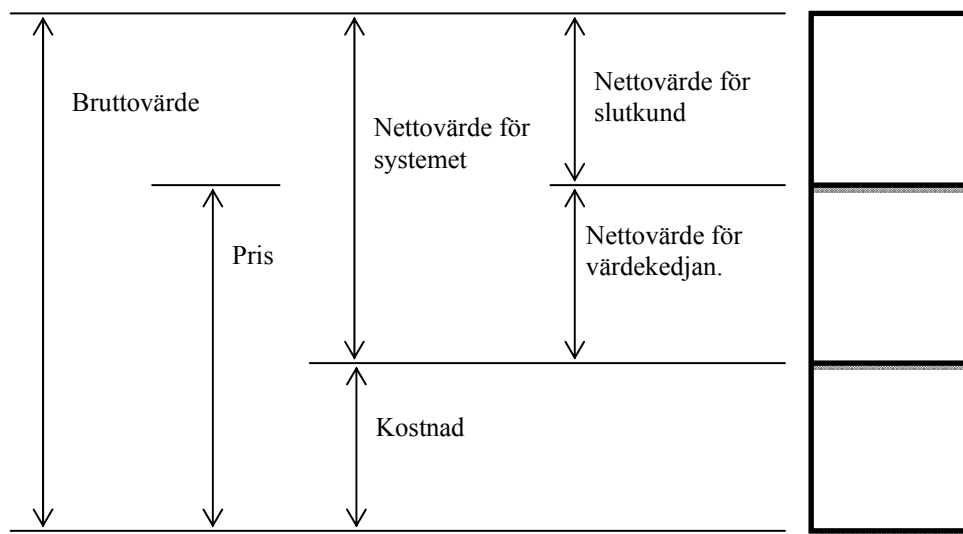 Bruttovärde
Nettovärde för
systemet
Nettovärde för
slutkund
Pris
Nettovärde för
värdekedjan.
Kostnad